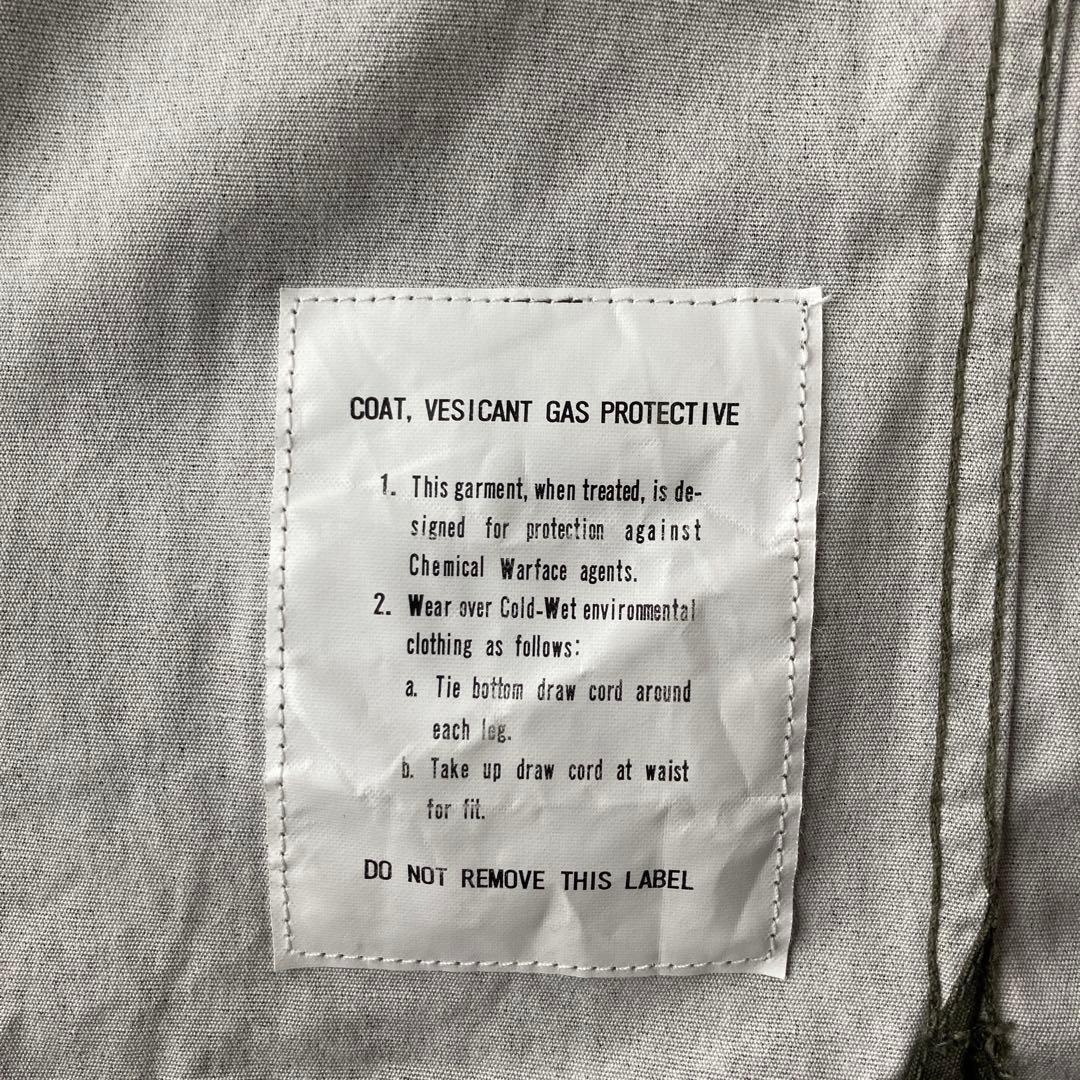 COAT, VESICANT GAS PROTECTIVE
1. This garment, when treated, is de-
signed for protection against
Chemical Warface agents.
2. Wear over Cold-Wet environmental
clothing as follows:
a. Tie bottom draw cord around
each leg.
b. Take up draw cord at waist
for fit.
DO NOT REMOVE THIS LABEL